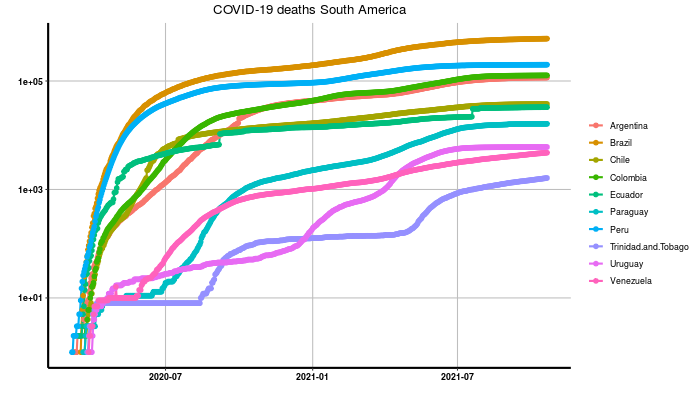 COVID-19 deaths South America
1e+05
1e+03
1e+01
2020-07
2021-01
2021-07
Argentina
Brazil
Chile
Colombia
Ecuador
Paraguay
Peru
Trinidad.and.Tobago
Uruguay
Venezuela